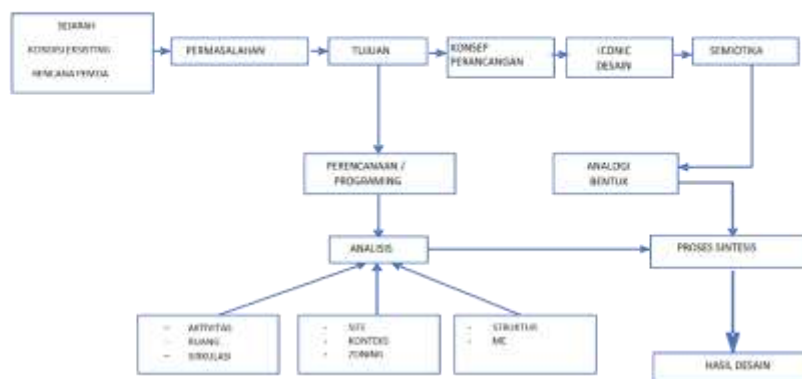 SEJARAH
KONDISI EKSISTING
RENCANA PEMDA
PERMASALAHAN
TUJUAN
KONSEP
PERANCANGAN
ICONIC
DESAIN
SEMIOTIKA
PERENCANAAN /
PROGRAMING
ANALOGI
BENTUK
ANALISIS
PROSES SINTESIS
- AKTIVITAS
- RUANG
- SIRKULASI
- SITE
- KONTEKS
- ZONING
- STRUKTUR
- ME
HASIL DESAIN